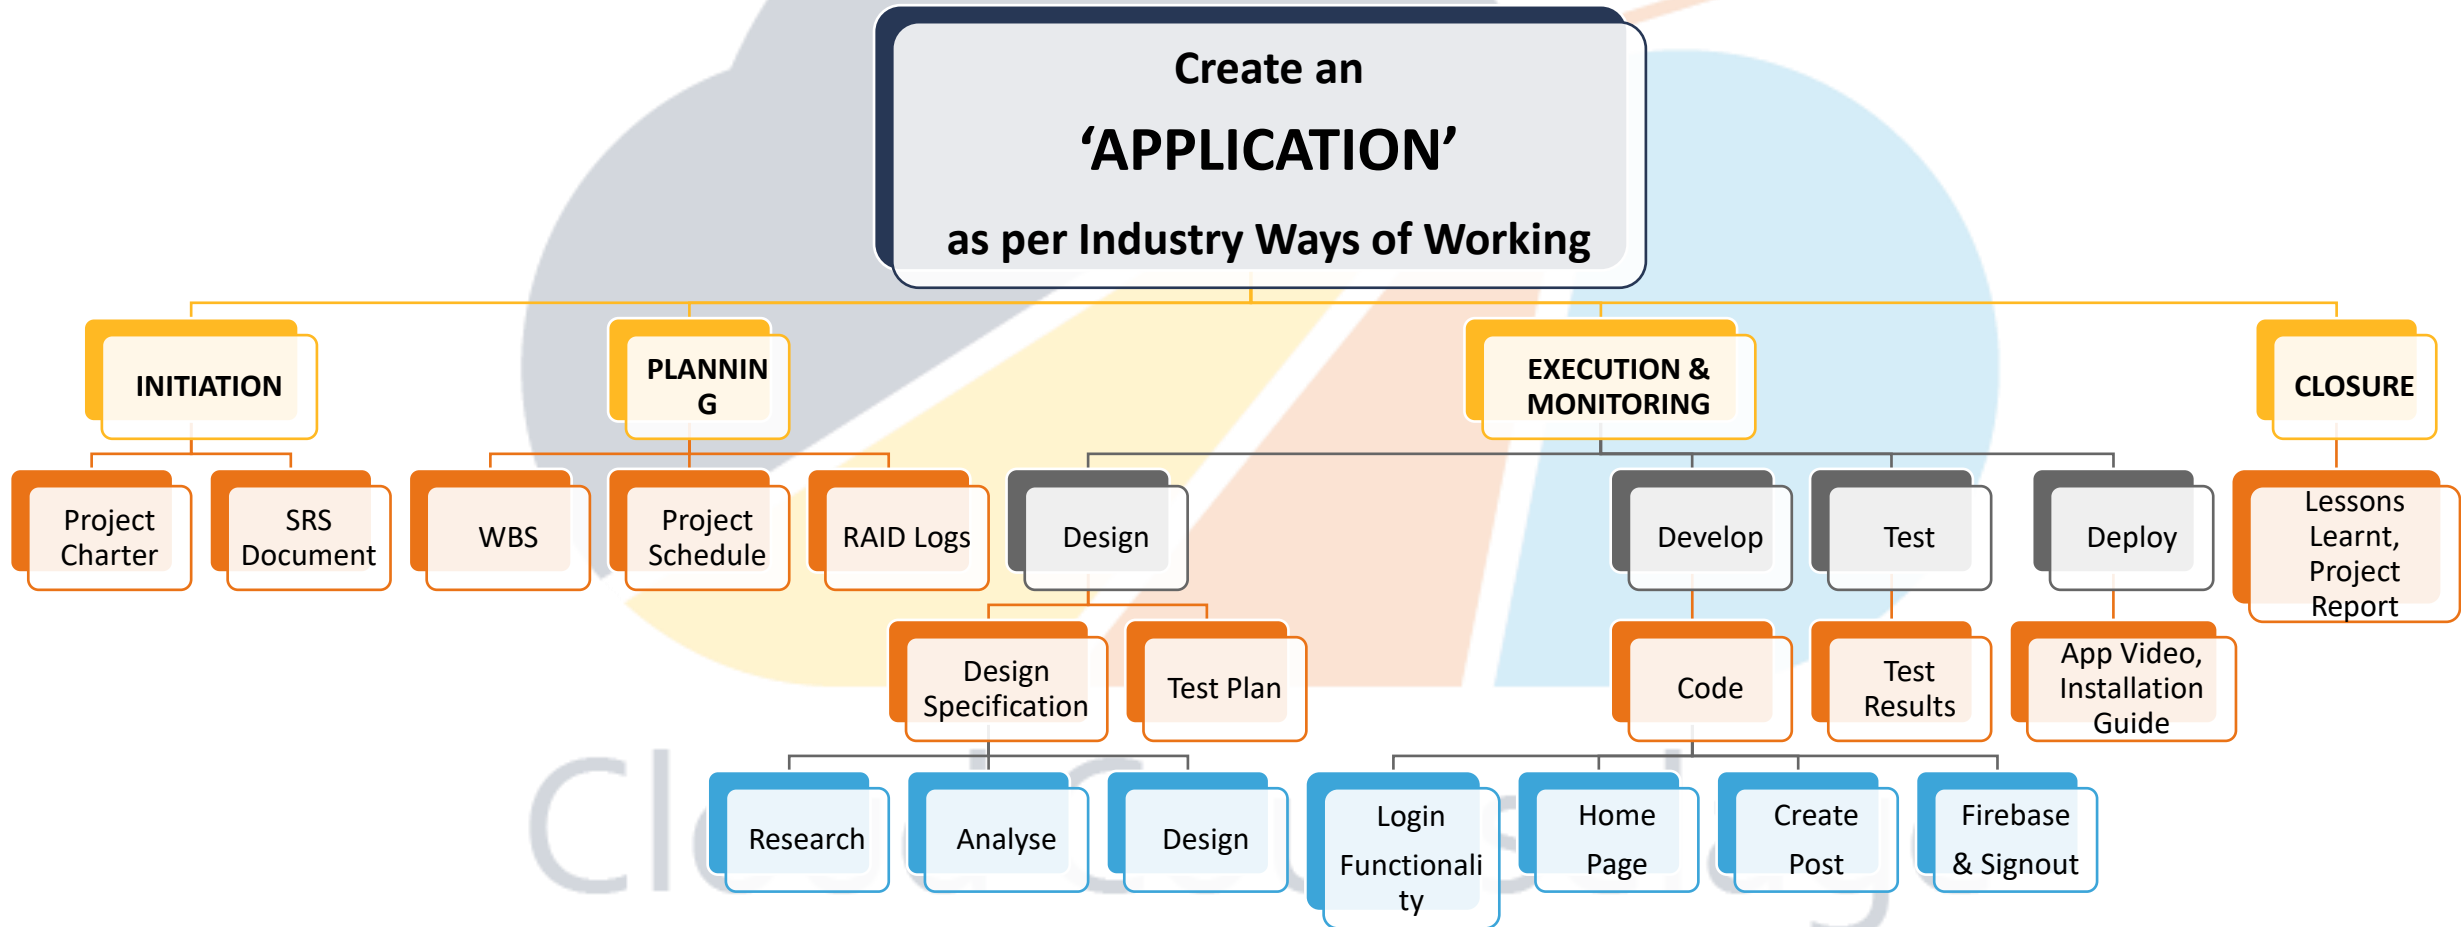 Create an
‘APPLICATION’
as per Industry Ways of Working
INITIATION
PLANNIN
G
EXECUTION &
MONITORING
CLOSURE
Project
Charter
SRS
Document
WBS
Project
Schedule
RAID Logs
Design
Develop
Test
Deploy
Lessons
Learnt,
Project
Report
Design
Specification
Test Plan
Code
Test
Results
App Video,
Installation
Guide
Research
Analyse
Design
Login
Functionali
ty
Home
Page
Create
Post
Firebase
& Signout